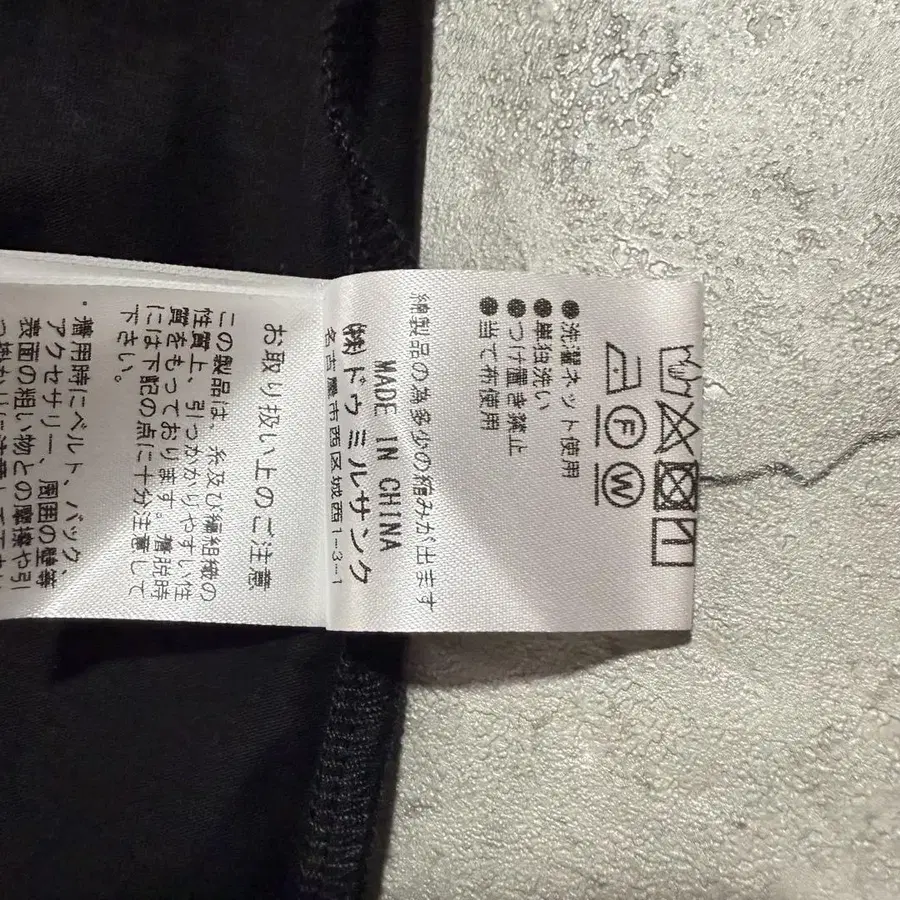 ●洗濯ネット使用
●単独洗い
●つけ置き禁止
●当て布使用
綿製品の為多少の縮みが出ます
MADE IN CHINA
㈱ドゥミルサンク
名古屋市西区城西1-3-1
お取り扱い上のご注意
この製品は、糸及び編組織の
性質上、引っかかりやすい性
質をもっております。着脱時
には下記の点に十分注意して
下さい。
・着用時にベルト、バック、
アクセサリー、周囲の壁等
表面の粗い物との摩擦や引